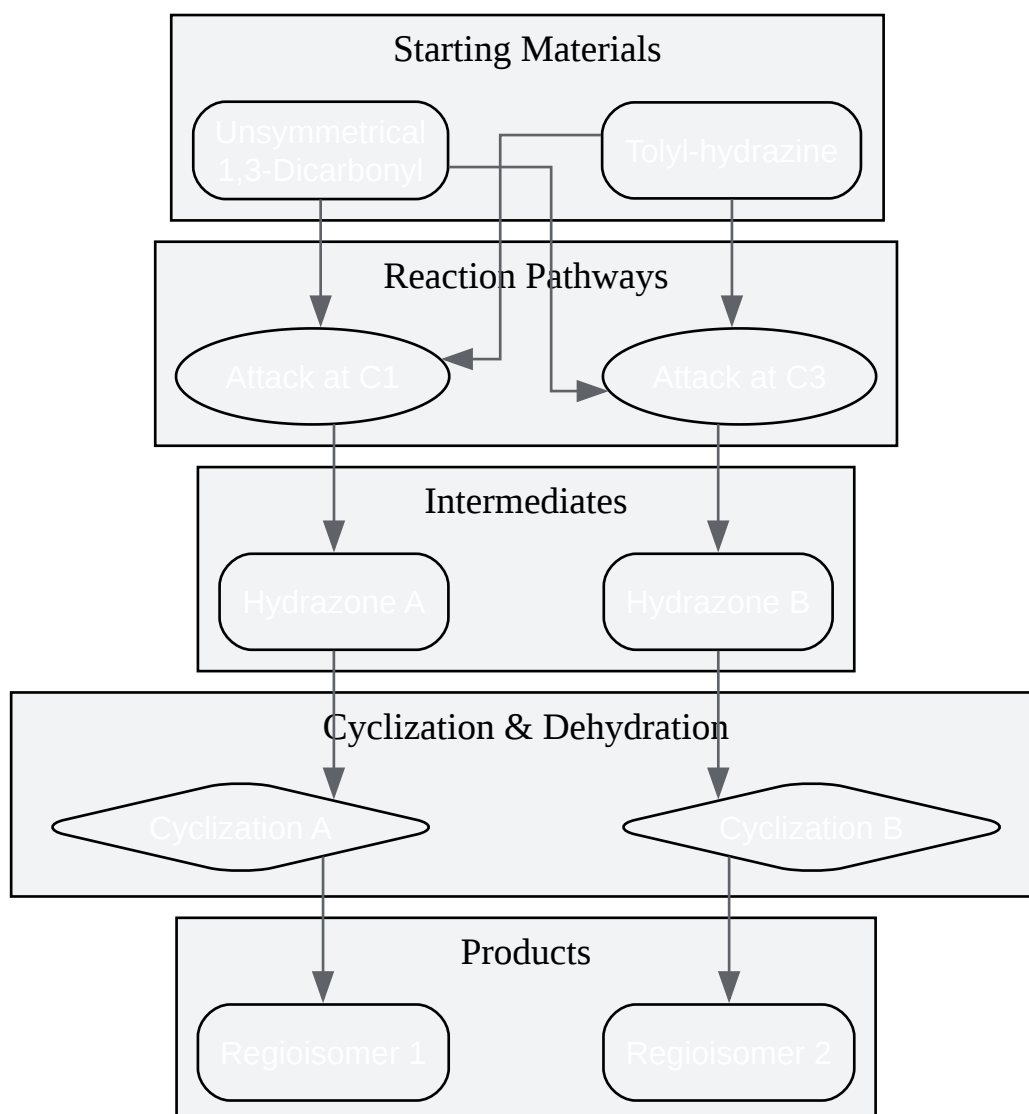 Starting Materials
Unsymmetrical
1,3-Dicarbonyl
Tolyl-hydrazine
Reaction Pathways
Attack at C1
Attack at C3
Intermediates
Hydrazone A
Hydrazone B
Cyclization & Dehydration
Cyclization A
Cyclization B
Products
Regioisomer 1
Regioisomer 2